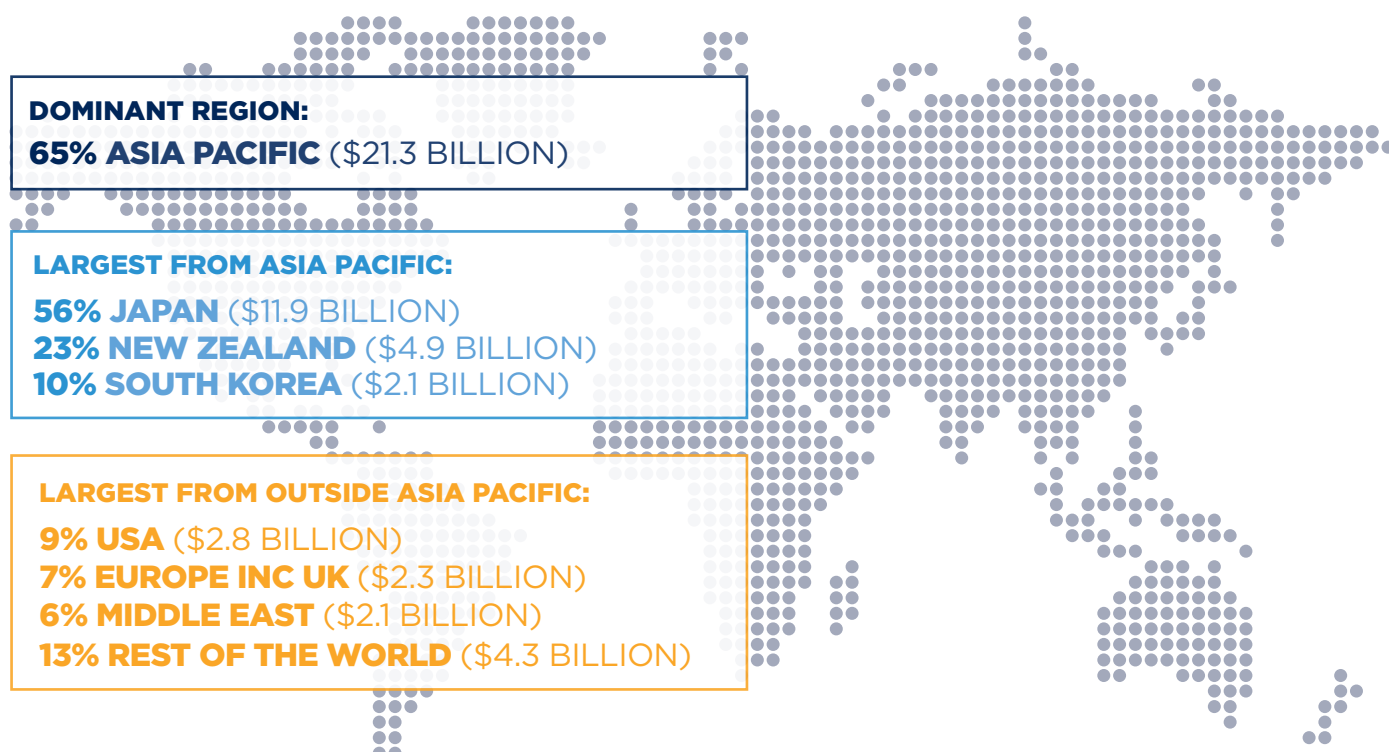 DOMINANT REGION:
65% ASIA PACIFIC ($21.3 BILLION)
LARGEST FROM ASIA PACIFIC:
56% JAPAN ($11.9 BILLION)
23% NEW ZEALAND ($4.9 BILLION)
10% SOUTH KOREA ($2.1 BILLION)
LARGEST FROM OUTSIDE ASIA PACIFIC:
9% USA ($2.8 BILLION)
7% EUROPE INC UK ($2.3 BILLION)
6% MIDDLE EAST ($2.1 BILLION)
13% REST OF THE WORLD ($4.3 BILLION)